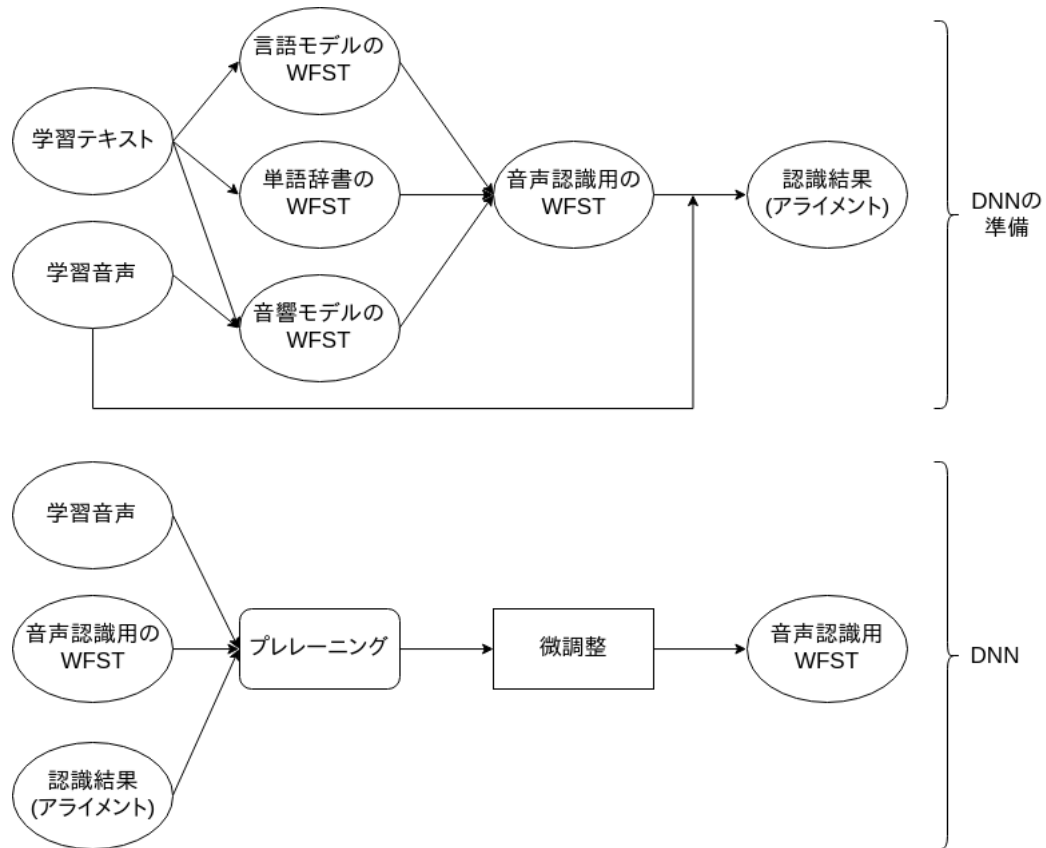 言語モデルの
WFST
学習テキスト
単語辞書の
WFST
音声認識用の
WFST
認識結果
(アライメント)
DNNの
準備
学習音声
音響モデルの
WFST
学習音声
音声認識用の
WFST
プレレーニング
微調整
音声認識用
WFST
DNN
認識結果
(アライメント)